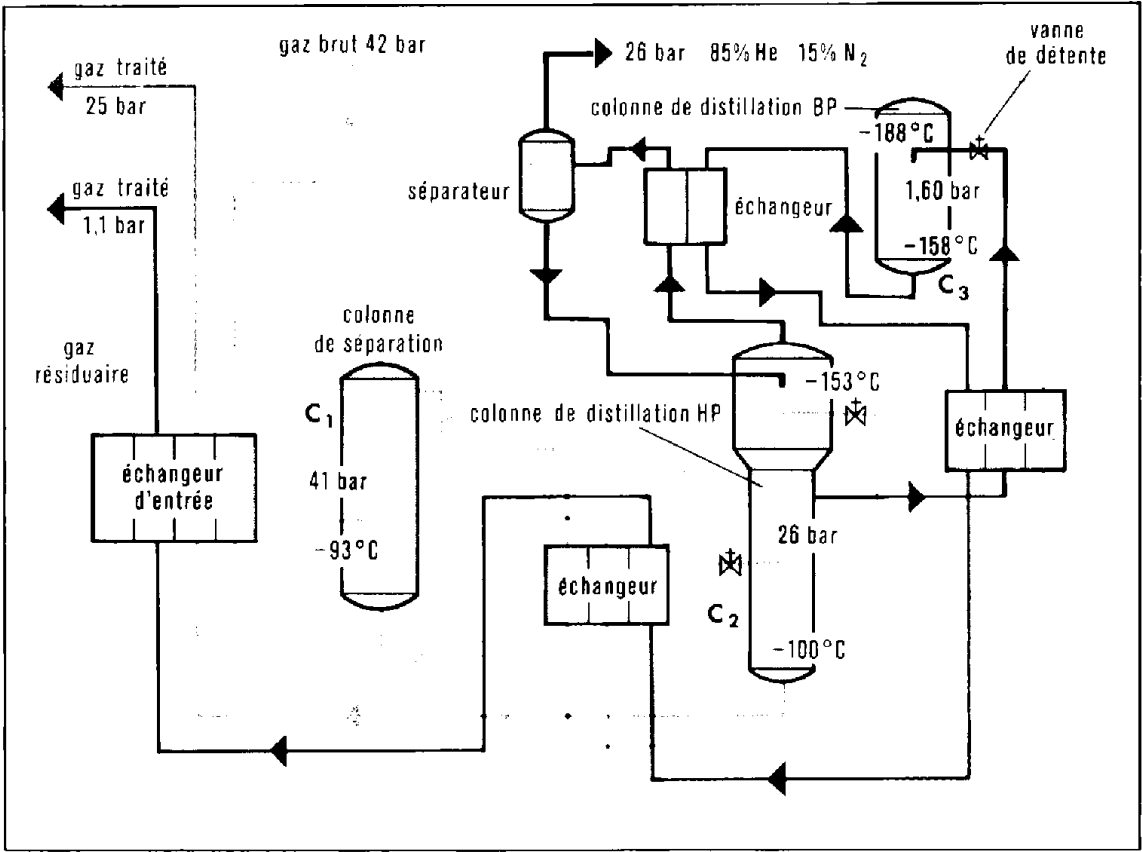 gaz brut 42 bar
26 bar 85% He 15% N₂
vanne
de détente
gaz traité
25 bar
colonne de distillation BP
-188°C
séparateur
échangeur
1,60 bar
gaz traité
1,1 bar
-158°C
C₃
colonne
de séparation
gaz
résiduaire
-153°C
C₁
colonne de distillation HP
échangeur
échangeur
d'entrée
41 bar
26 bar
-93°C
échangeur
C₂
-100°C